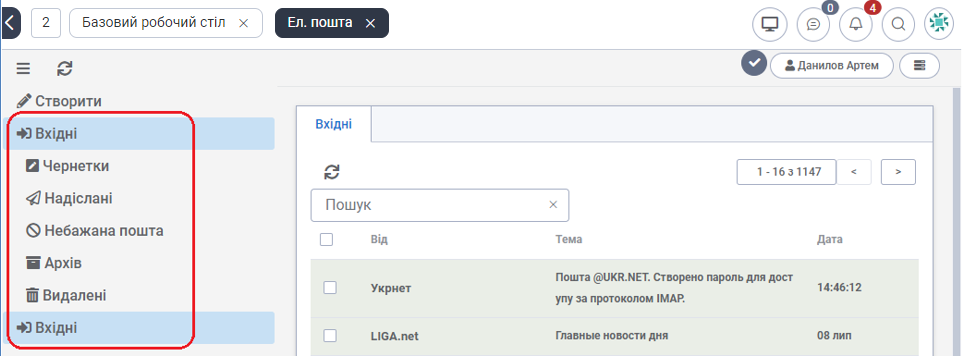 2
Базовий робочий стіл ×
Ел. пошта ×
0
4
Данилов Артем
Створити
Вхідні
Чернетки
Надіслані
Небажана пошта
Архів
Видалені
Вхідні
Вхідні
1 - 16 з 1147 < >
Пошук ×
Від Тема Дата
Укрнет
Пошта @UKR.NET. Створено пароль для дост
упу за протоколом IMAP.
14:46:12
LIGA.net Главные новости дня 08 лип